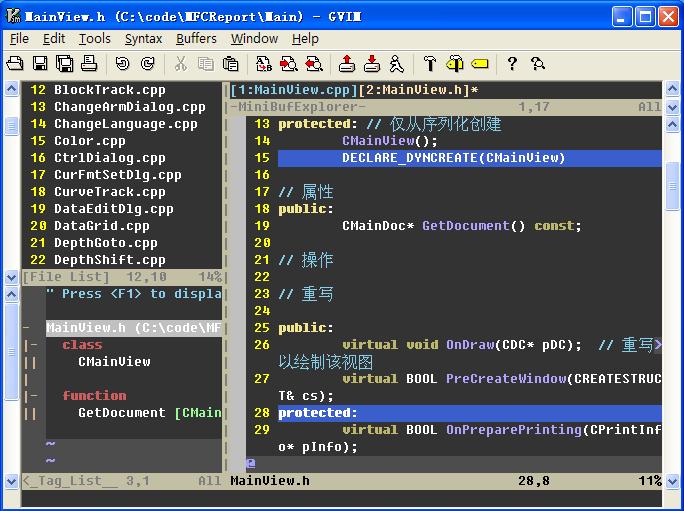 MainView.h (C:\code\MFCReport\Main) - GVIM
File Edit Tools Syntax Buffers Window Help
12 BlockTrack.cpp
13 ChangeArmDialog.cpp
14 ChangeLanguage.cpp
15 Color.cpp
16 CtrlDialog.cpp
17 CurFmtSetDlg.cpp
18 CurveTrack.cpp
19 DataEditDlg.cpp
20 DataGrid.cpp
21 DepthGoto.cpp
22 DepthShift.cpp
[File List] 12,10 14%
" Press <F1> to displa
- MainView.h (C:\code\MF
|- class
|| CMainView
|- function
|| GetDocument [CMain
~
~
<_Tag_List__ 3,1 All
[1:MainView.cpp][2:MainView.h]*
-MiniBufExplorer- 1,17 All
13 protected: // 仅从序列化创建
14 CMainView();
15 DECLARE_DYNCREATE(CMainView)
16
17 // 属性
18 public:
19 CMainDoc* GetDocument() const;
20
21 // 操作
22
23 // 重写
24
25 public:
26 virtual void OnDraw(CDC* pDC); // 重写>
以绘制该视图
27 virtual BOOL PreCreateWindow(CREATESTRUC
T& cs);
28 protected:
29 virtual BOOL OnPreparePrinting(CPrintInf
o* pInfo);
@
MainView.h 28,8 11%